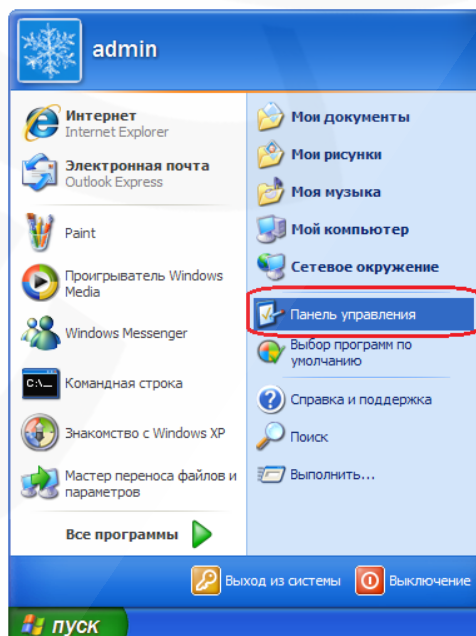 admin
Интернет
Internet Explorer
Электронная почта
Outlook Express
Paint
Проигрыватель Windows
Media
Windows Messenger
C:\_
Командная строка
Знакомство с Windows XP
Мастер переноса файлов и
параметров
Все программы
Мои документы
Мои рисунки
Моя музыка
Мой компьютер
Сетевое окружение
Панель управления
Выбор программ по
умолчанию
Справка и поддержка
Поиск
Выполнить...
Выход из системы
Выключение
пуск